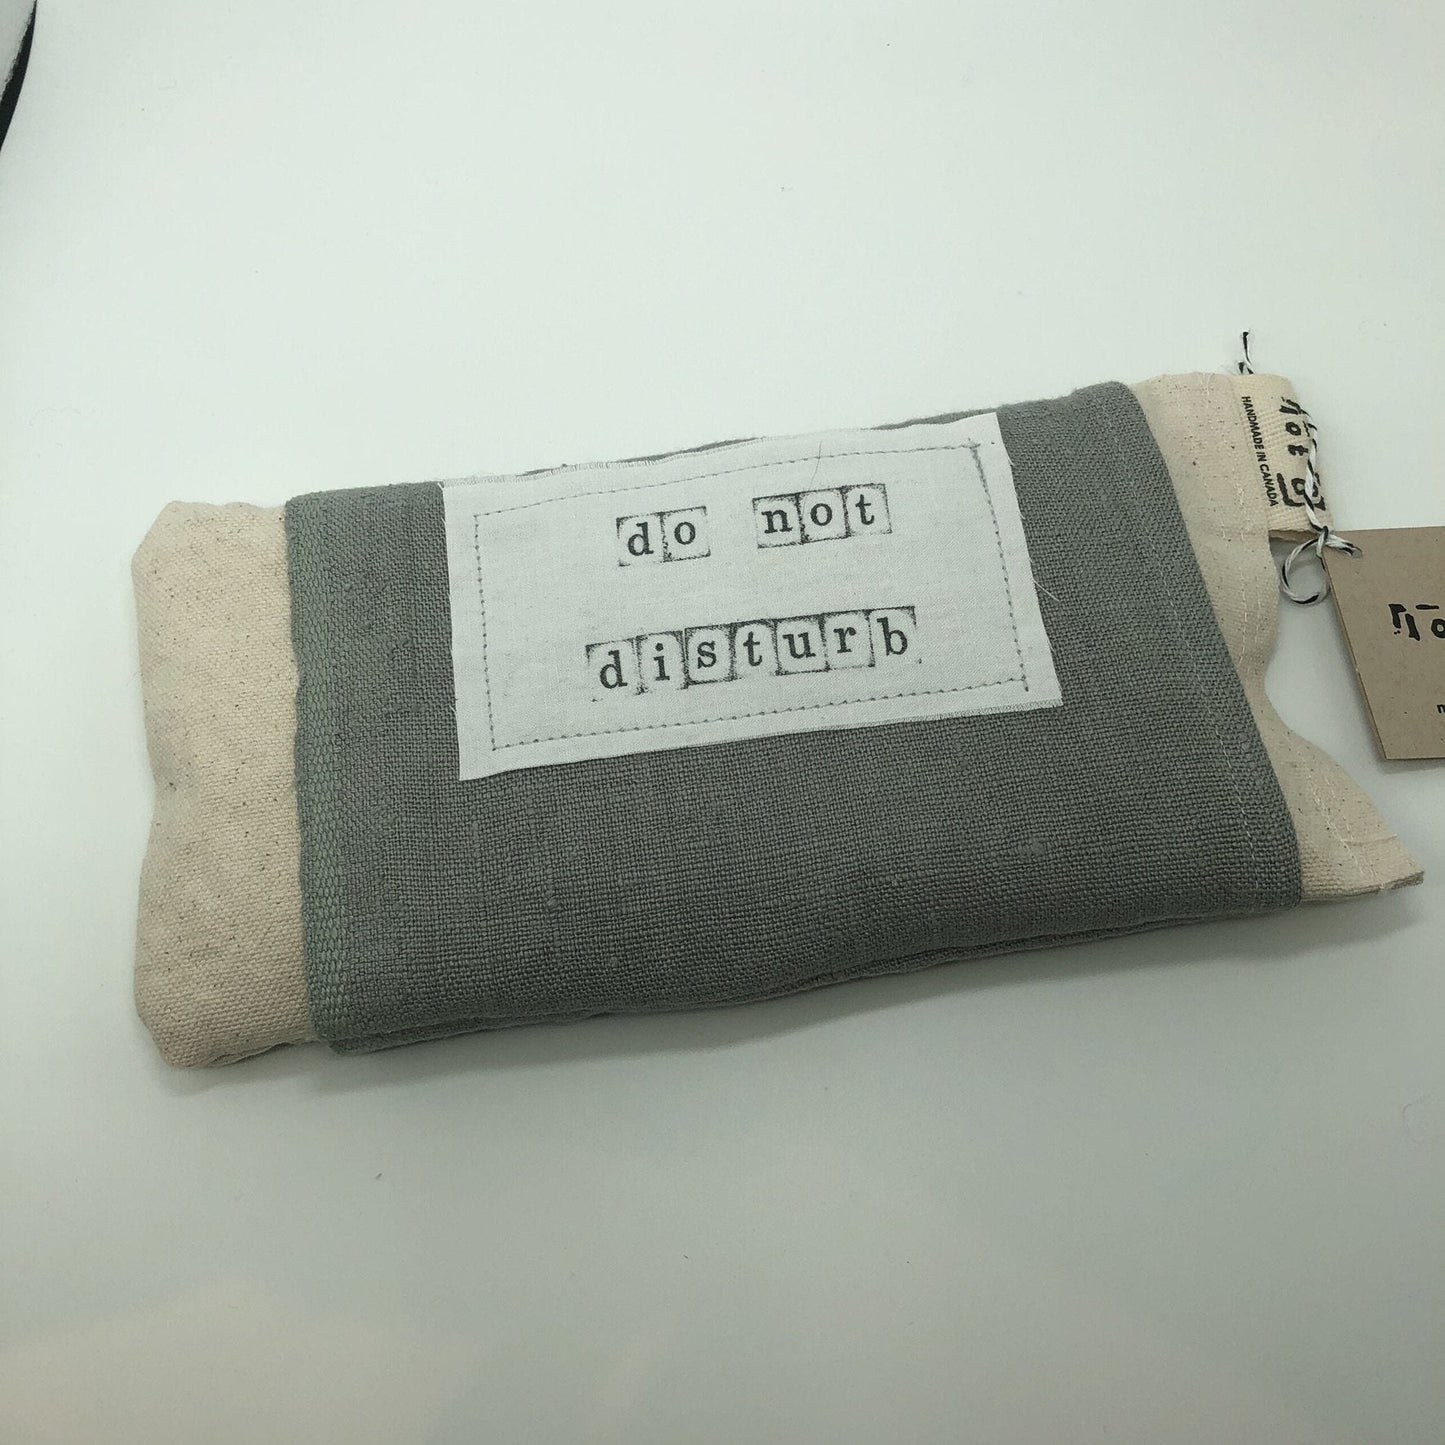 do not
disturb
HANDMADE IN CANADA